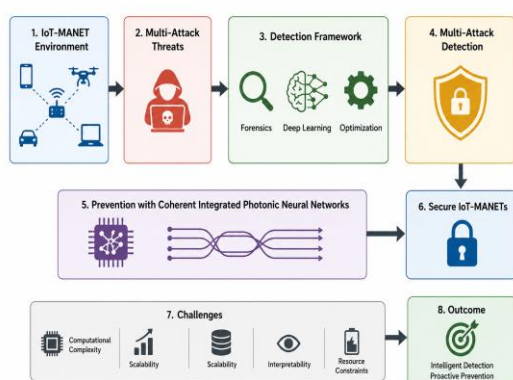 1. IoT-MANET
Environment
2. Multi-Attack
Threats
3. Detection Framework
Forensics
Deep Learning
Optimization
4. Multi-Attack
Detection
5. Prevention with Coherent Integrated Photonic Neural Networks
6. Secure IoT-MANETs
7. Challenges
Computational
Complexity
Scalability
Scalability
Interpretability
Resource
Constraints
8. Outcome
Intelligent Detection
Proactive Prevention